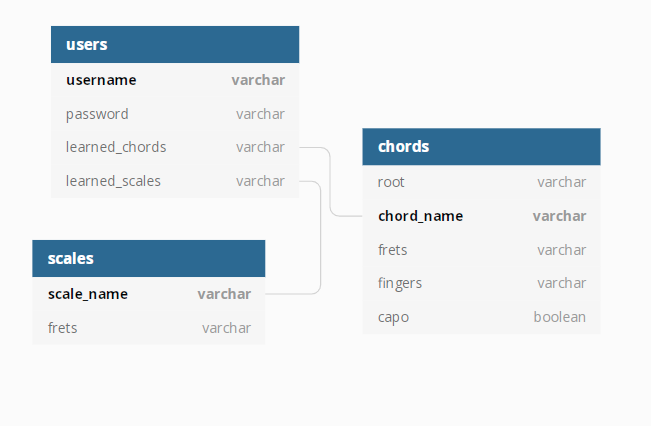 users
username varchar
password varchar
learned_chords varchar
learned_scales varchar
chords
root varchar
chord_name varchar
frets varchar
fingers varchar
capo boolean
scales
scale_name varchar
frets varchar